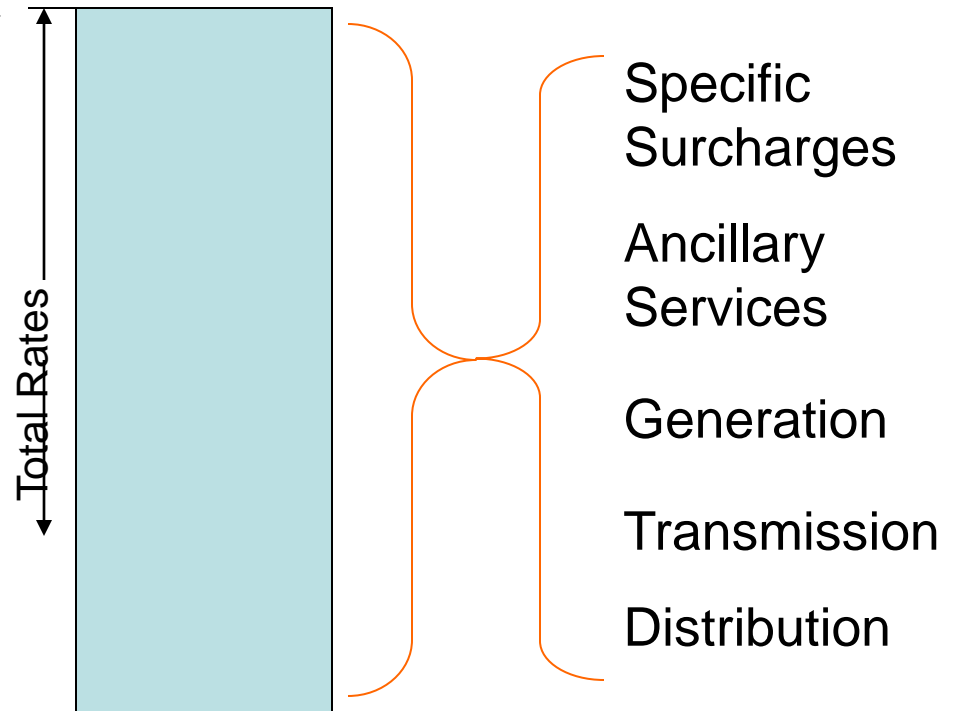 Total Rates
Specific
Surcharges
Ancillary
Services
Generation
Transmission
Distribution